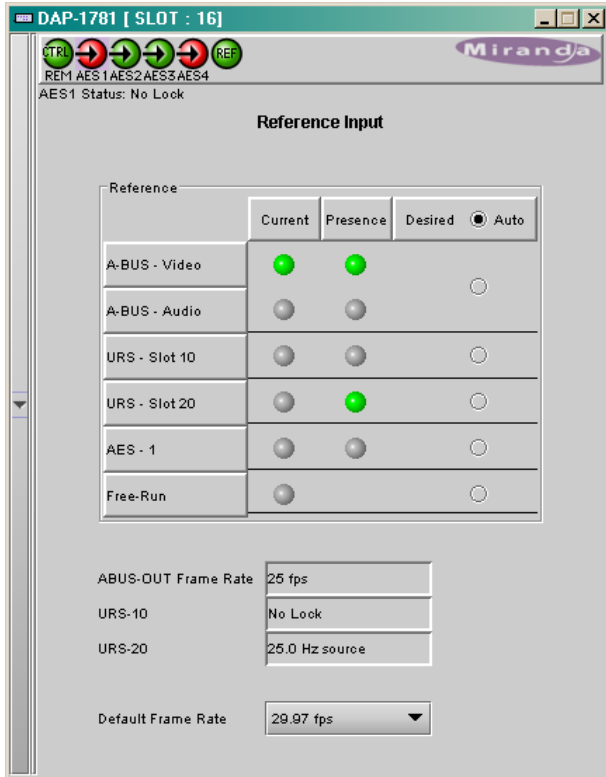 DAP-1781 [ SLOT : 16]
CTRL REF
REM AES1 AES2 AES3 AES4
Miranda
AES1 Status: No Lock
Reference Input
Reference
Current Presence Desired Auto
A-BUS - Video
A-BUS - Audio
URS - Slot 10
URS - Slot 20
AES - 1
Free-Run
ABUS-OUT Frame Rate 25 fps
URS-10 No Lock
URS-20 25.0 Hz source
Default Frame Rate 29.97 fps